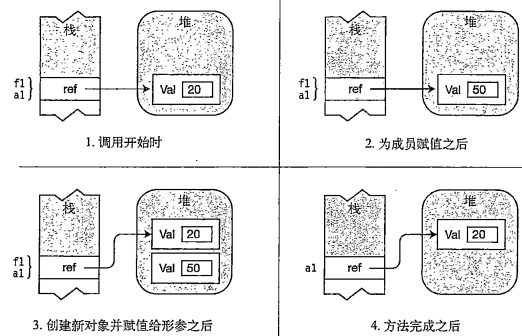 栈 堆
f1
a1 ref Val 20
1. 调用开始时
栈 堆
f1
a1 ref Val 50
2. 为成员赋值之后
栈 堆
Val 20
f1
a1 ref Val 50
3. 创建新对象并赋值给形参之后
栈 堆
Val 20
a1 ref
4. 方法完成之后